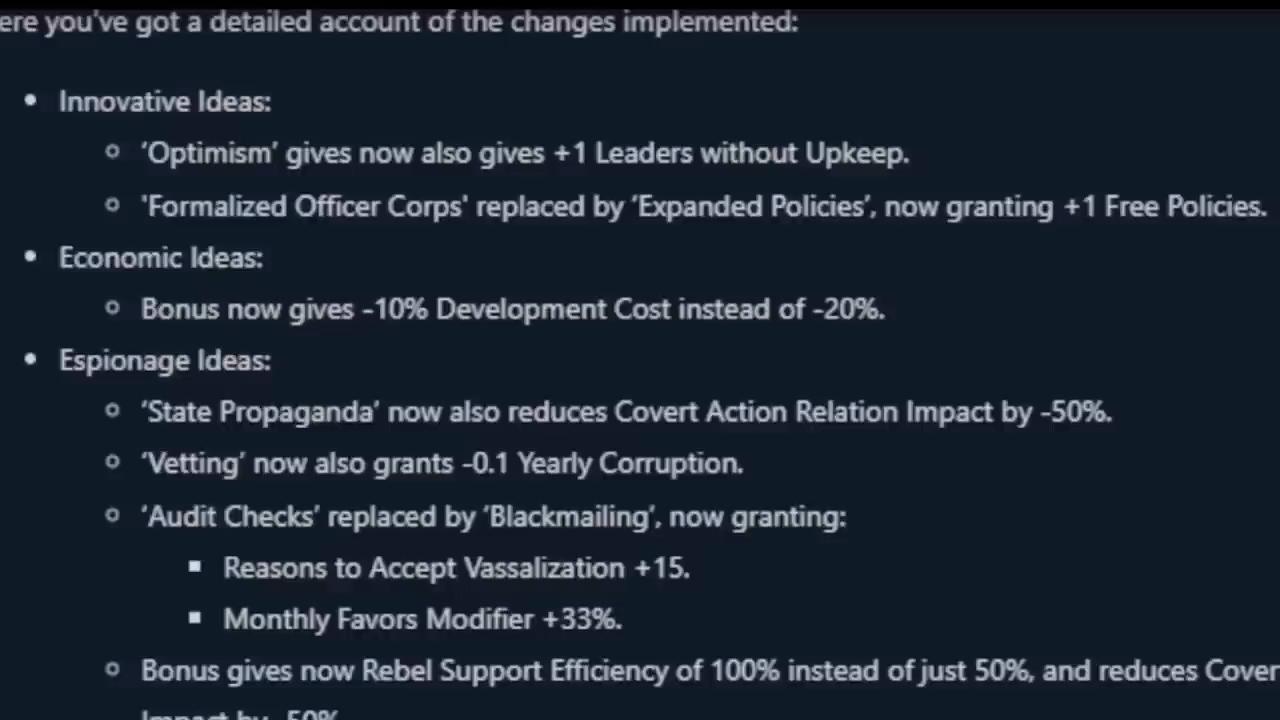 ere you've got a detailed account of the changes implemented:
• Innovative Ideas:
‘Optimism’ gives now also gives +1 Leaders without Upkeep.
'Formalized Officer Corps' replaced by ‘Expanded Policies’, now granting +1 Free Policies.
• Economic Ideas:
Bonus now gives -10% Development Cost instead of -20%.
• Espionage Ideas:
‘State Propaganda’ now also reduces Covert Action Relation Impact by -50%.
‘Vetting’ now also grants -0.1 Yearly Corruption.
‘Audit Checks’ replaced by ‘Blackmailing’, now granting:
Reasons to Accept Vassalization +15.
Monthly Favors Modifier +33%.
Bonus gives now Rebel Support Efficiency of 100% instead of just 50%, and reduces Cover
Impact by -50%